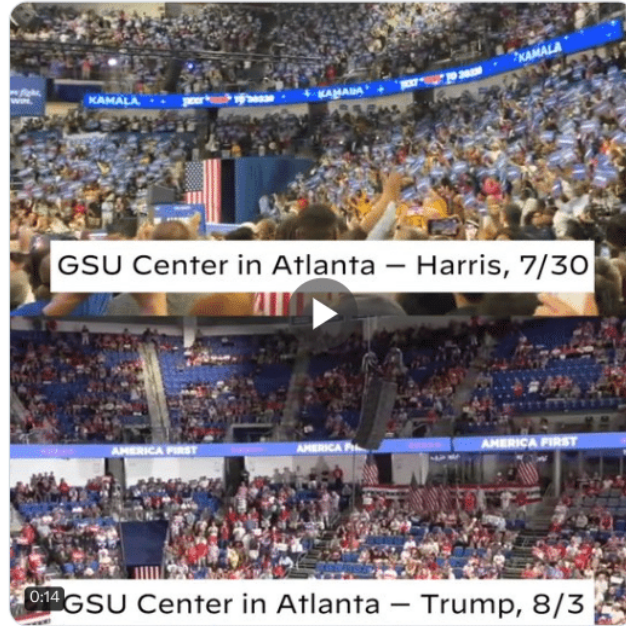 KAMALA
KAMALA
KAMALA
GSU Center in Atlanta – Harris, 7/30
AMERICA FIRST
AMERICA
AMERICA FIRST
0:14
GSU Center in Atlanta – Trump, 8/3